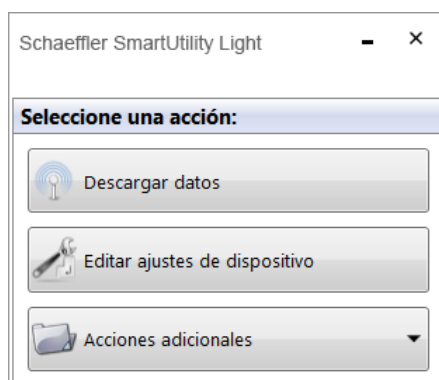 Schaeffler SmartUtility Light
Seleccione una acción:
Descargar datos
Editar ajustes de dispositivo
Acciones adicionales